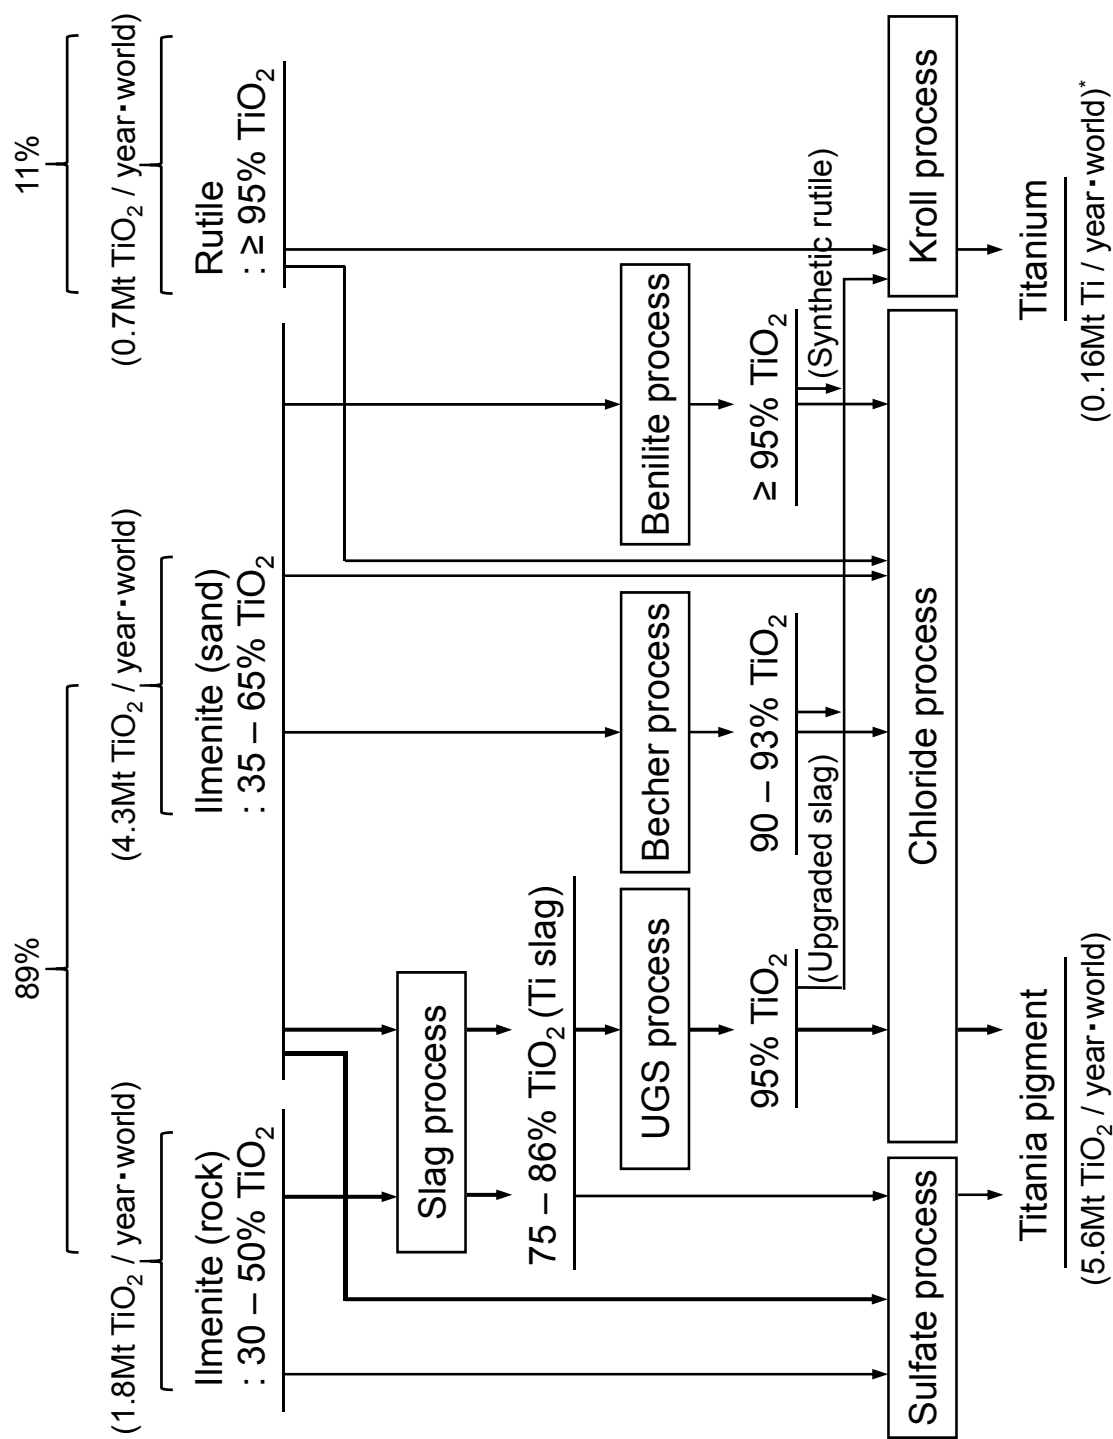 89%
11%
(1.8Mt TiO₂ / year·world)
(4.3Mt TiO₂ / year·world)
(0.7Mt TiO₂ / year·world)
Ilmenite (rock)
: 30 – 50% TiO₂
Ilmenite (sand)
: 35 – 65% TiO₂
Rutile
: ≥ 95% TiO₂
Slag process
75 – 86% TiO₂ (Ti slag)
UGS process
Becher process
Benilite process
95% TiO₂
90 – 93% TiO₂
≥ 95% TiO₂
(Upgraded slag)
(Synthetic rutile)
Sulfate process
Chloride process
Kroll process
Titania pigment
(5.6Mt TiO₂ / year·world)
Titanium
(0.16Mt Ti / year·world)*